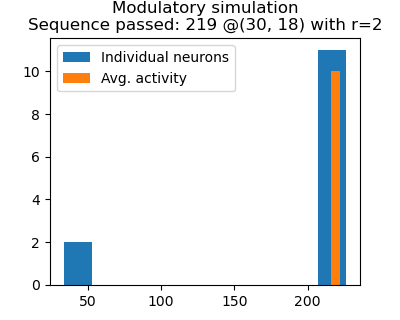 Modulatory simulation
Sequence passed: 219 @(30, 18) with r=2
Individual neurons
Avg. activity
10
8
6
4
2
0
50
100
150
200